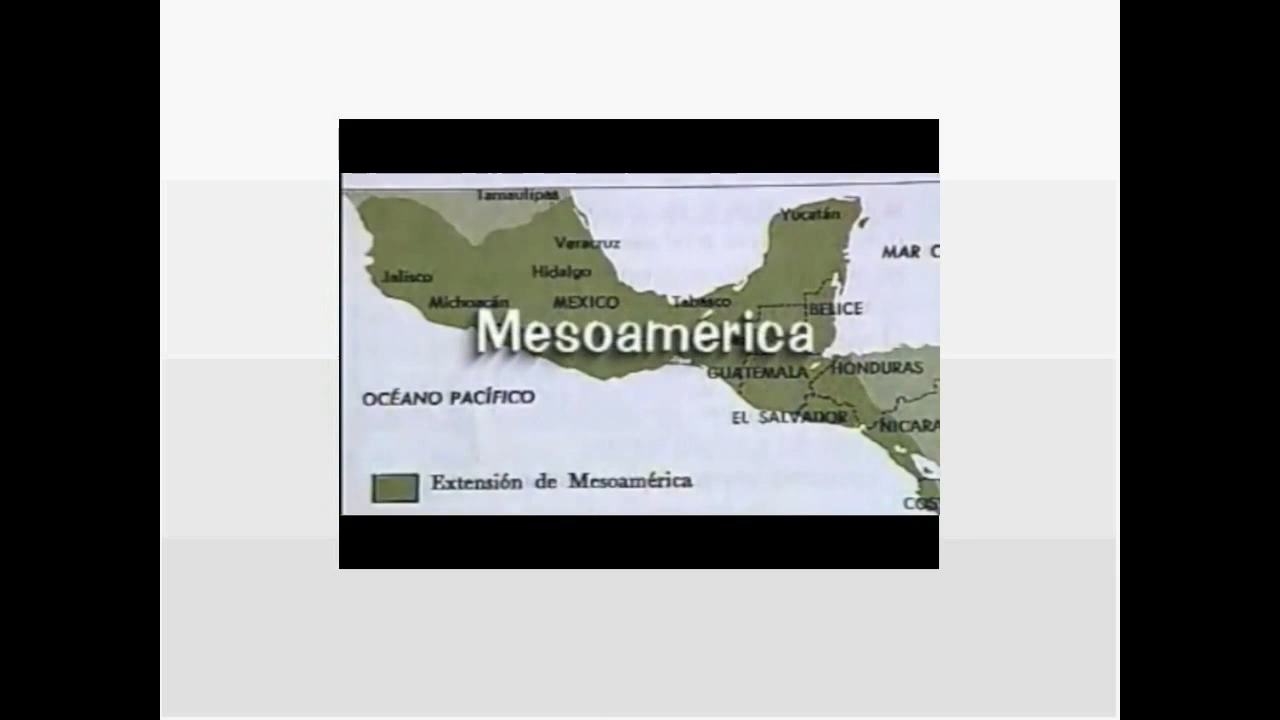 Tamaulipas
Yucatán
Veracruz
MAR C
Hidalgo
Jalisco
Michoacán
MEXICO
Tabasco
BELICE
Mesoamérica
GUATEMALA
HONDURAS
OCÉANO PACÍFICO
EL SALVADOR
NICARA
Extensión de Mesoamérica
COS